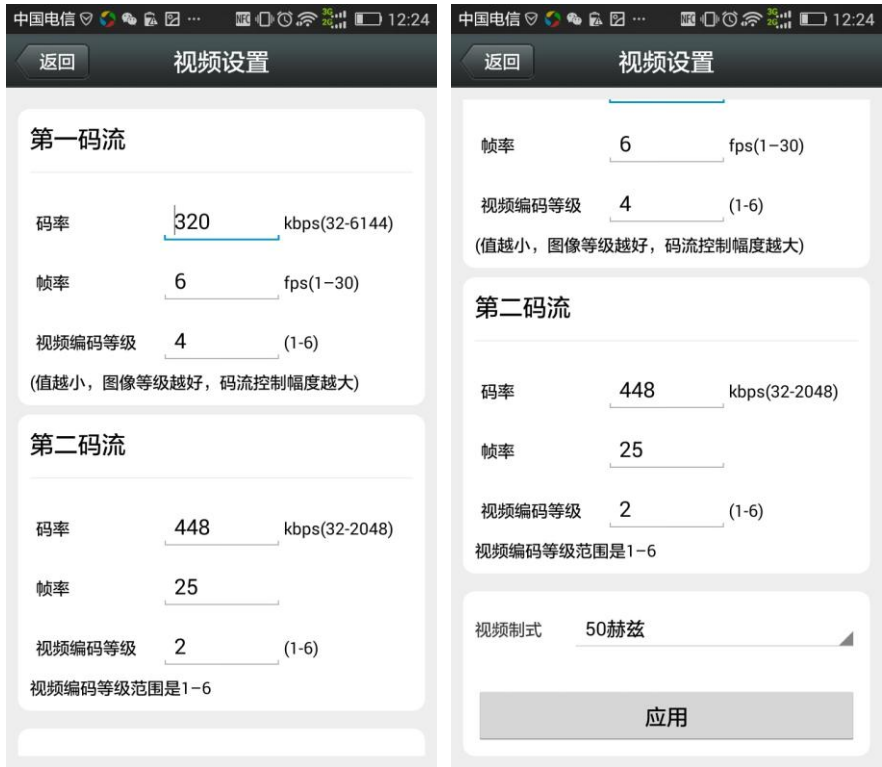 中国电信 ... NFC 3G 2G 12:24
返回 视频设置
第一码流
码率 320 kbps(32-6144)
帧率 6 fps(1-30)
视频编码等级 4 (1-6)
(值越小，图像等级越好，码流控制幅度越大)
第二码流
码率 448 kbps(32-2048)
帧率 25
视频编码等级 2 (1-6)
视频编码等级范围是1-6
中国电信 ... NFC 3G 2G 12:24
返回 视频设置
帧率 6 fps(1-30)
视频编码等级 4 (1-6)
(值越小，图像等级越好，码流控制幅度越大)
第二码流
码率 448 kbps(32-2048)
帧率 25
视频编码等级 2 (1-6)
视频编码等级范围是1-6
视频制式 50赫兹
应用